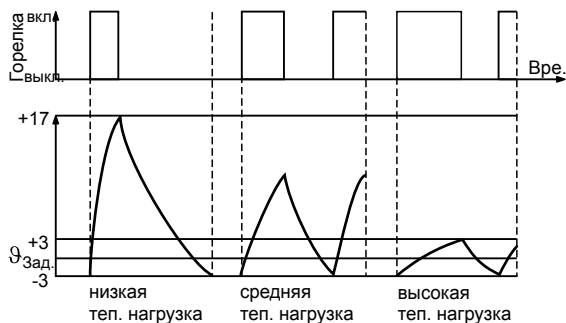 Горелка
вкл.
выкл.
Вре.
+17
+3
ϑЗад.
-3
низкая
теп. нагрузка
средняя
теп. нагрузка
высокая
теп. нагрузка